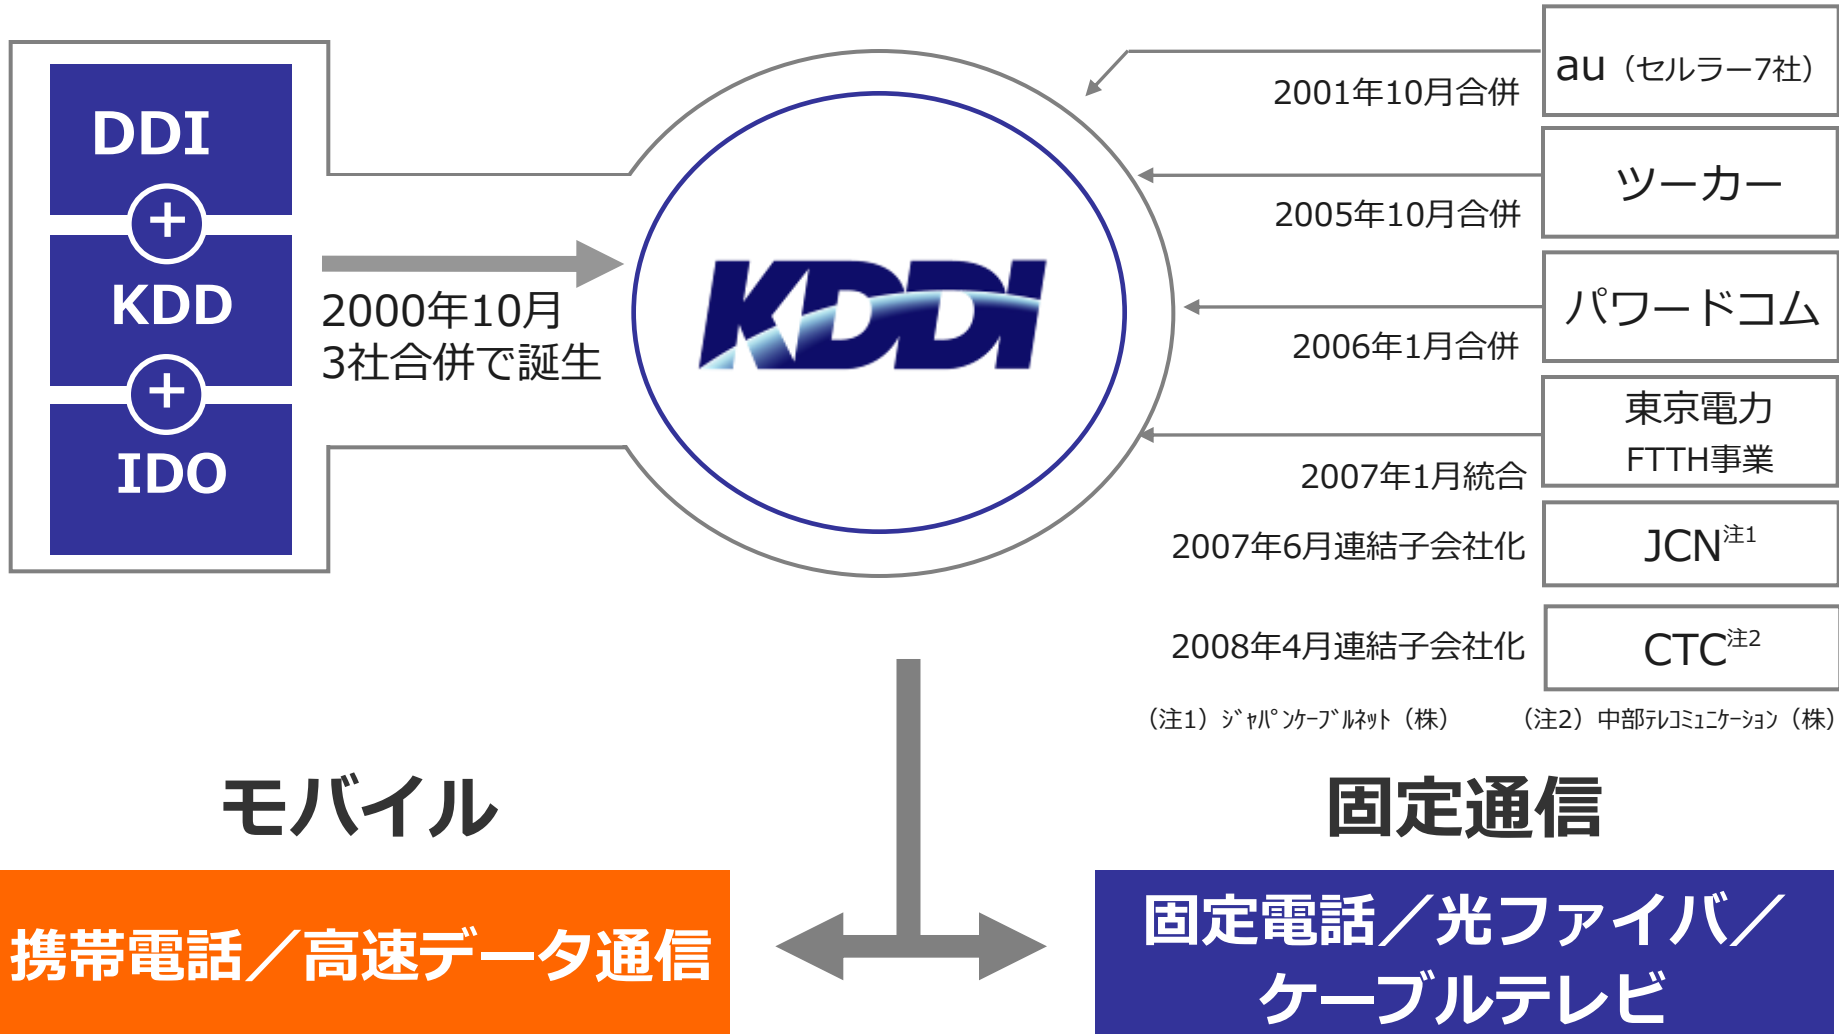 DDI
+
KDD
+
IDO
2000年10月
3社合併で誕生
KDDI
au（セルラー7社）
2001年10月合併
ツーカー
2005年10月合併
パワードコム
2006年1月合併
東京電力
FTTH事業
2007年1月統合
2007年6月連結子会社化
JCN注1
2008年4月連結子会社化
CTC注2
（注1）ｼﾞｬﾊﾟﾝｹｰﾌﾞﾙﾈｯﾄ（株）
（注2）中部ﾃﾚｺﾐｭﾆｹｰｼｮﾝ（株）
モバイル
固定通信
携帯電話／高速データ通信
固定電話／光ファイバ／
ケーブルテレビ